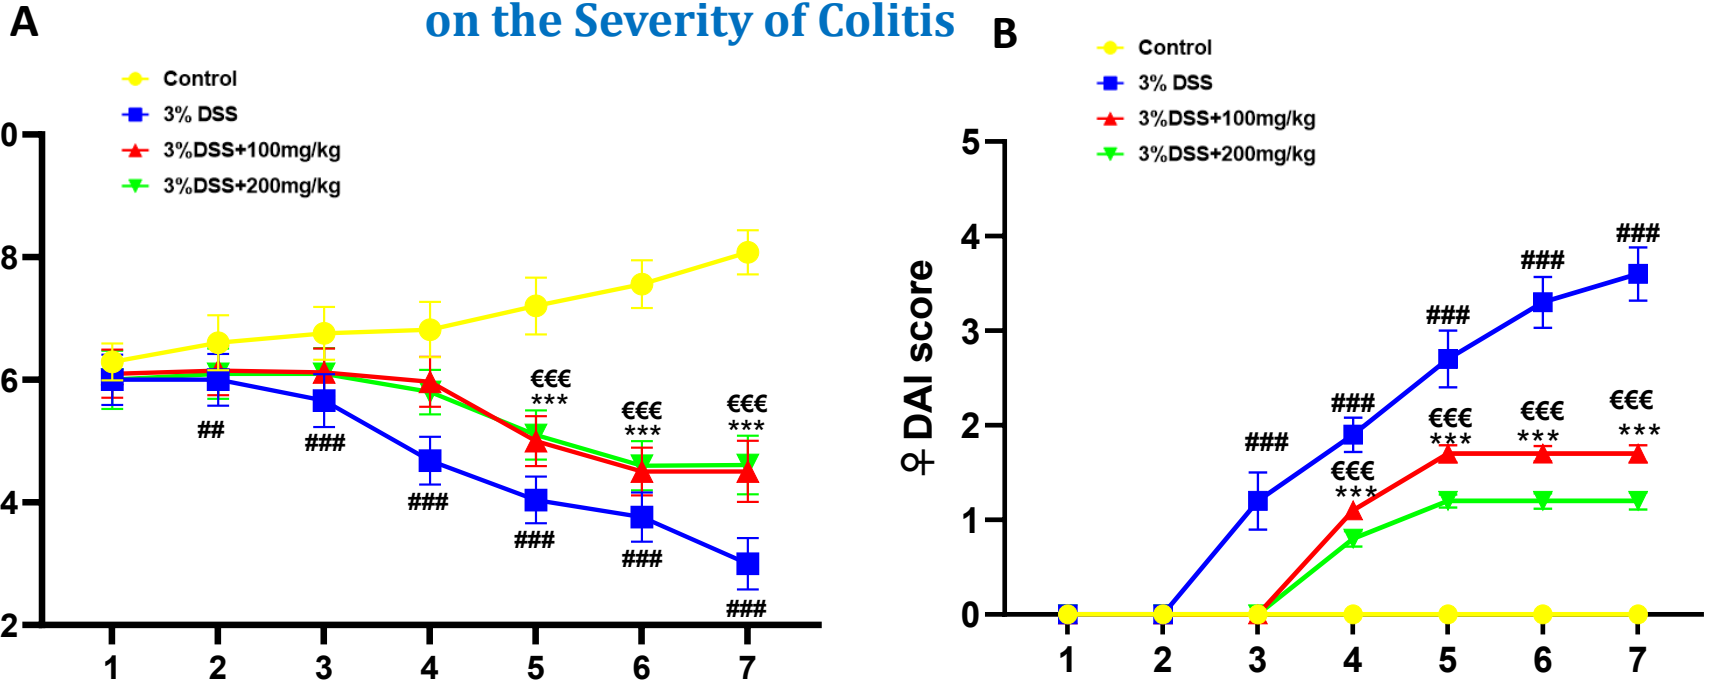 A
on the Severity of Colitis
B
Control
3% DSS
3%DSS+100mg/kg
3%DSS+200mg/kg
0
8
6
4
2
€€€
***
€€€
***
€€€
***
##
###
###
###
###
###
1 2 3 4 5 6 7
Control
3% DSS
3%DSS+100mg/kg
3%DSS+200mg/kg
♀ DAI score
5
4
3
2
1
0
###
###
###
###
###
€€€
***
€€€
***
€€€
***
€€€
***
1 2 3 4 5 6 7